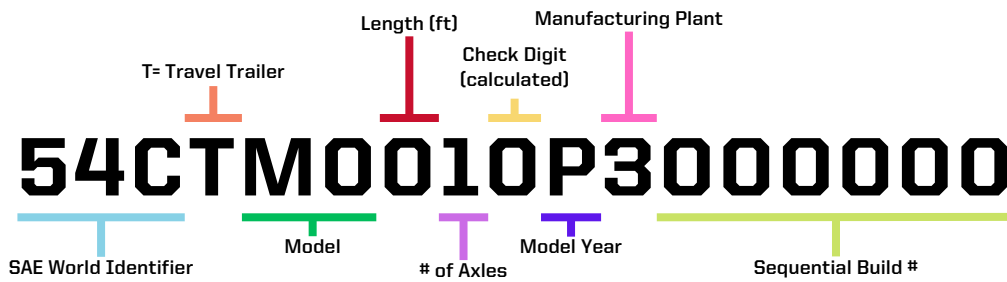 Length (ft)
Manufacturing Plant
Check Digit
(calculated)
T= Travel Trailer
54CTM0010P3000000
SAE World Identifier
Model
# of Axles
Model Year
Sequential Build #